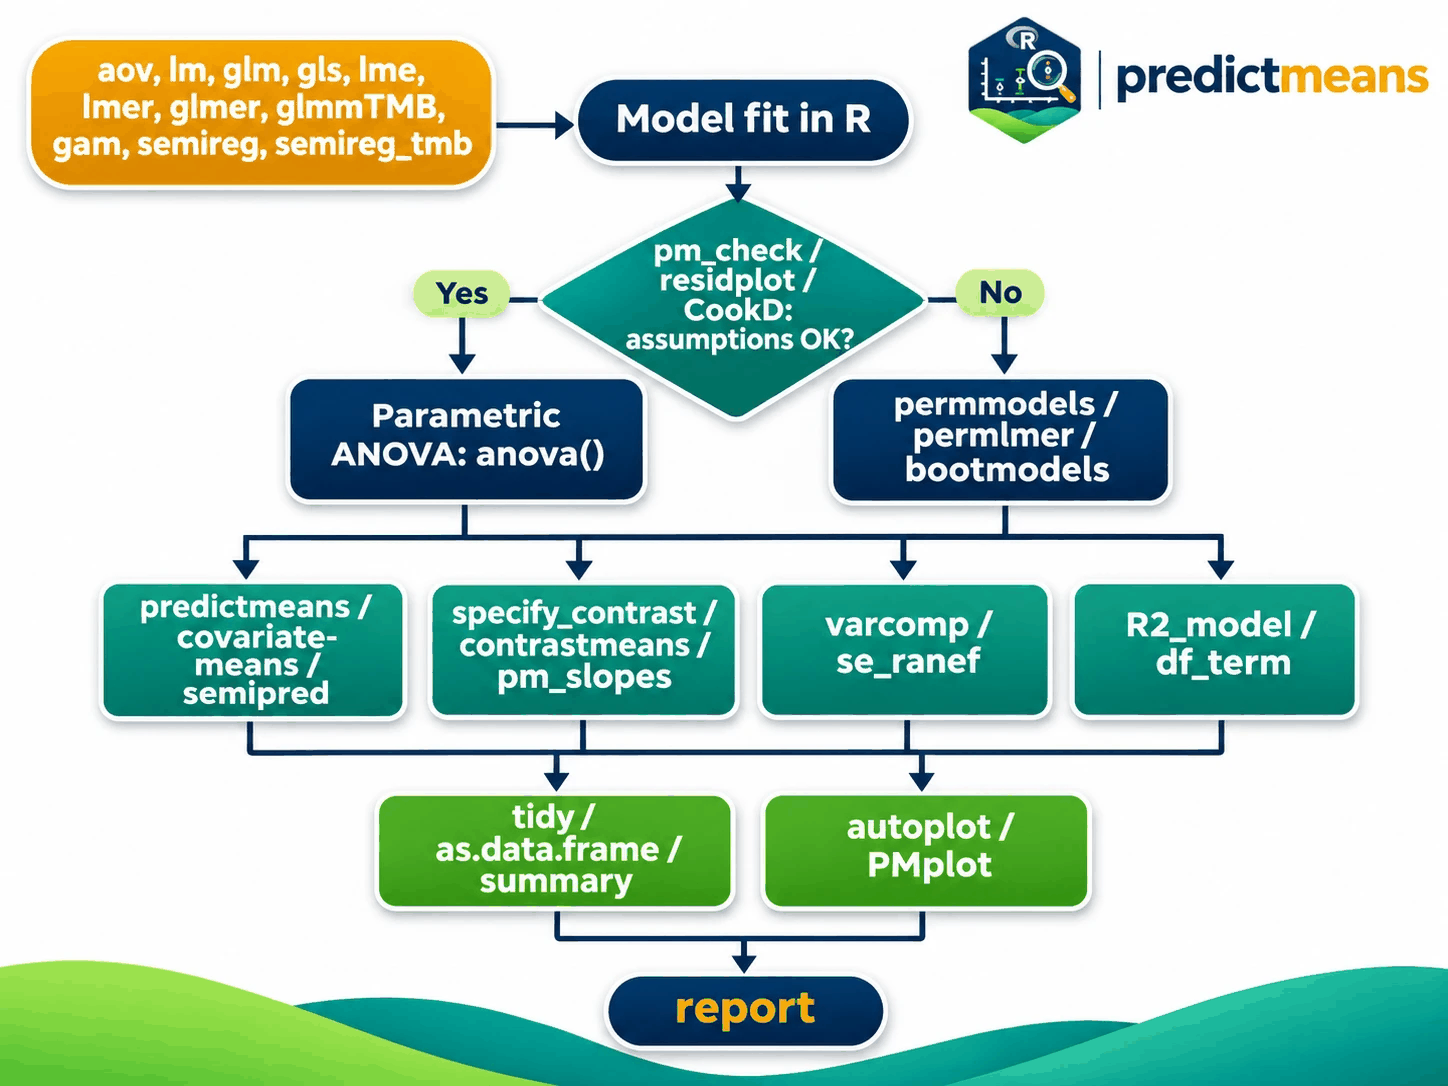 aov, lm, glm, gls, lme,
lmer, glmer, glmmTMB,
gam, semireg, semireg_tmb
Model fit in R
R
predictmeans
pm_check /
residplot /
CookD:
assumptions OK?
Yes
No
Parametric
ANOVA: anova()
permmodels /
permlmer /
bootmodels
predictmeans /
covariate-
means /
semipred
specify_contrast /
contrastmeans /
pm_slopes
varcomp /
se_ranef
R2_model /
df_term
tidy /
as.data.frame /
summary
autoplot /
PMplot
report